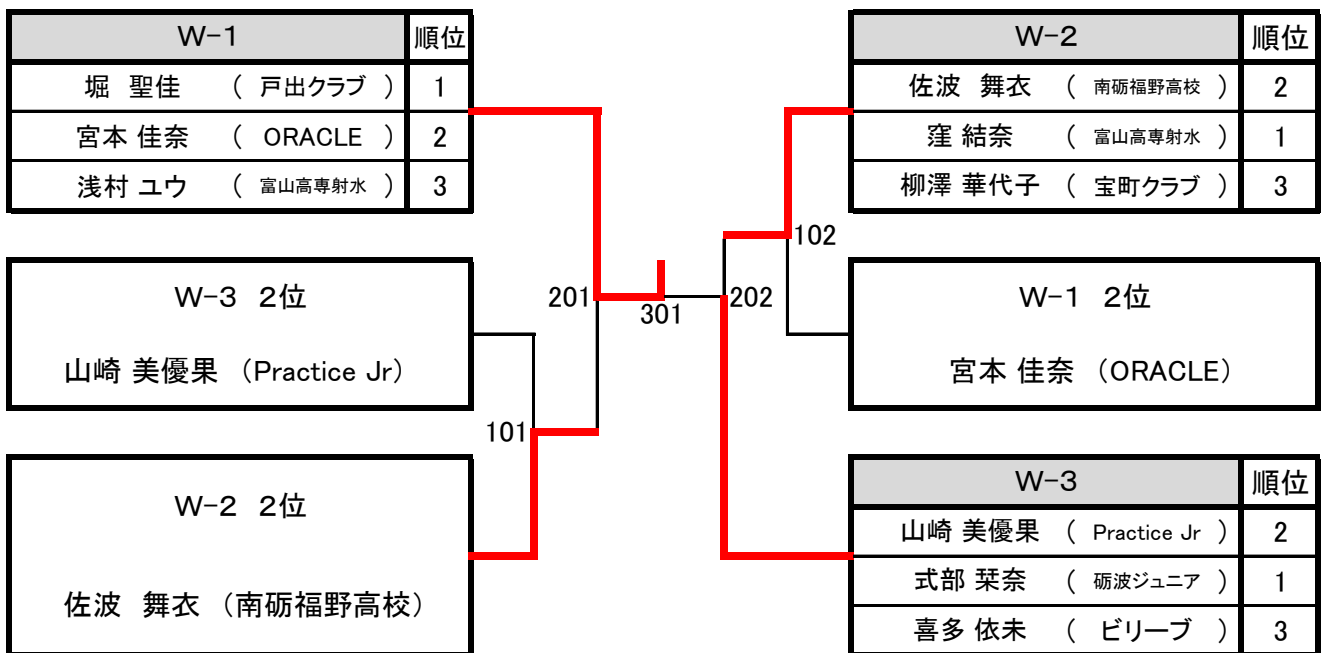 W-1 順位
堀 聖佳 ( 戸出クラブ ) 1
宮本 佳奈 ( ORACLE ) 2
浅村 ユウ ( 富山高専射水 ) 3
W-2 順位
佐波 舞衣 ( 南砺福野高校 ) 2
窪 結奈 ( 富山高専射水 ) 1
柳澤 華代子 ( 宝町クラブ ) 3
102
W-3 2位
山崎 美優果 (Practice Jr)
201
301
202
W-1 2位
宮本 佳奈 (ORACLE)
101
W-2 2位
佐波 舞衣 (南砺福野高校)
W-3 順位
山崎 美優果 ( Practice Jr ) 2
式部 栞奈 ( 砺波ジュニア ) 1
喜多 依未 ( ビリーブ ) 3